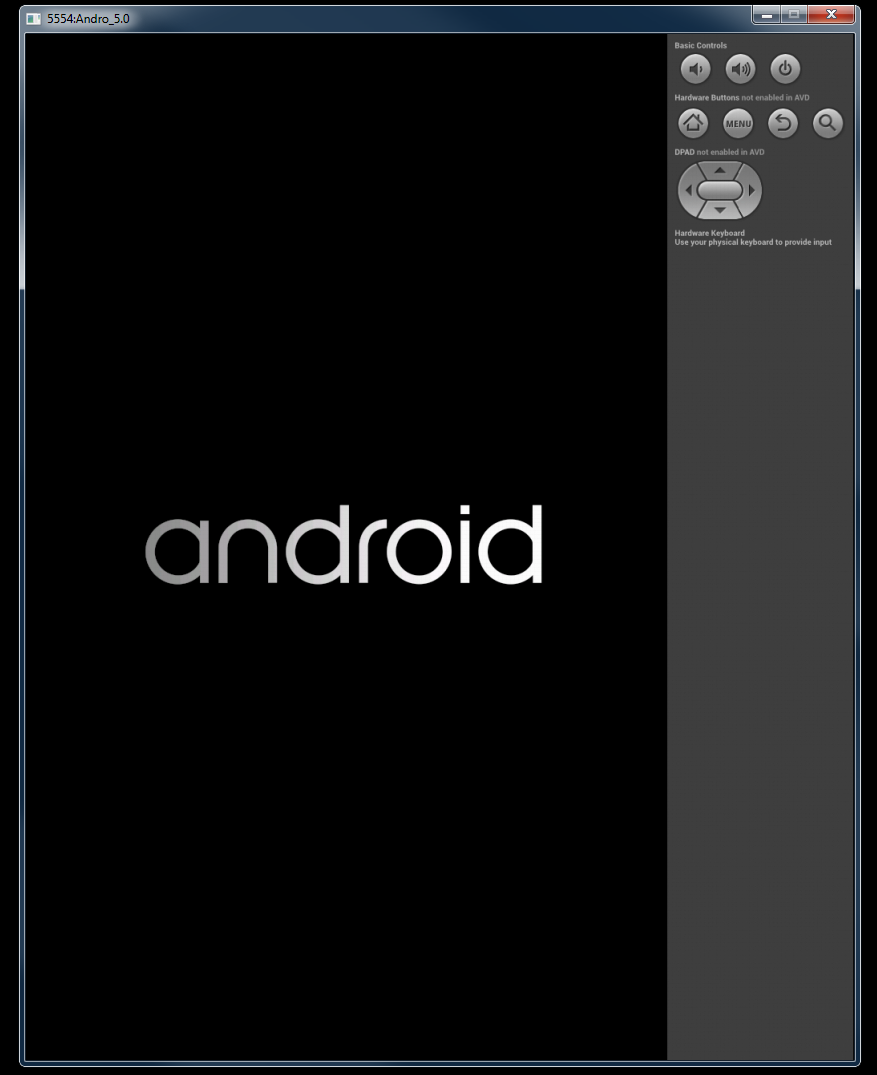 5554:Andro_5.0
Basic Controls
Hardware Buttons not enabled in AVD
MENU
DPAD not enabled in AVD
Hardware Keyboard
Use your physical keyboard to provide input
android